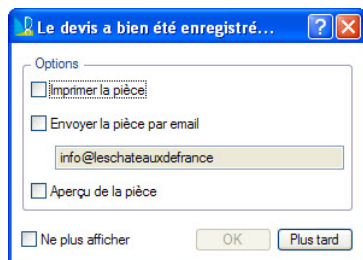 Le devis a bien été enregistré...
Options
Imprimer la pièce
Envoyer la pièce par email
info@leschateauxdefrance
Aperçu de la pièce
Ne plus afficher OK Plus tard